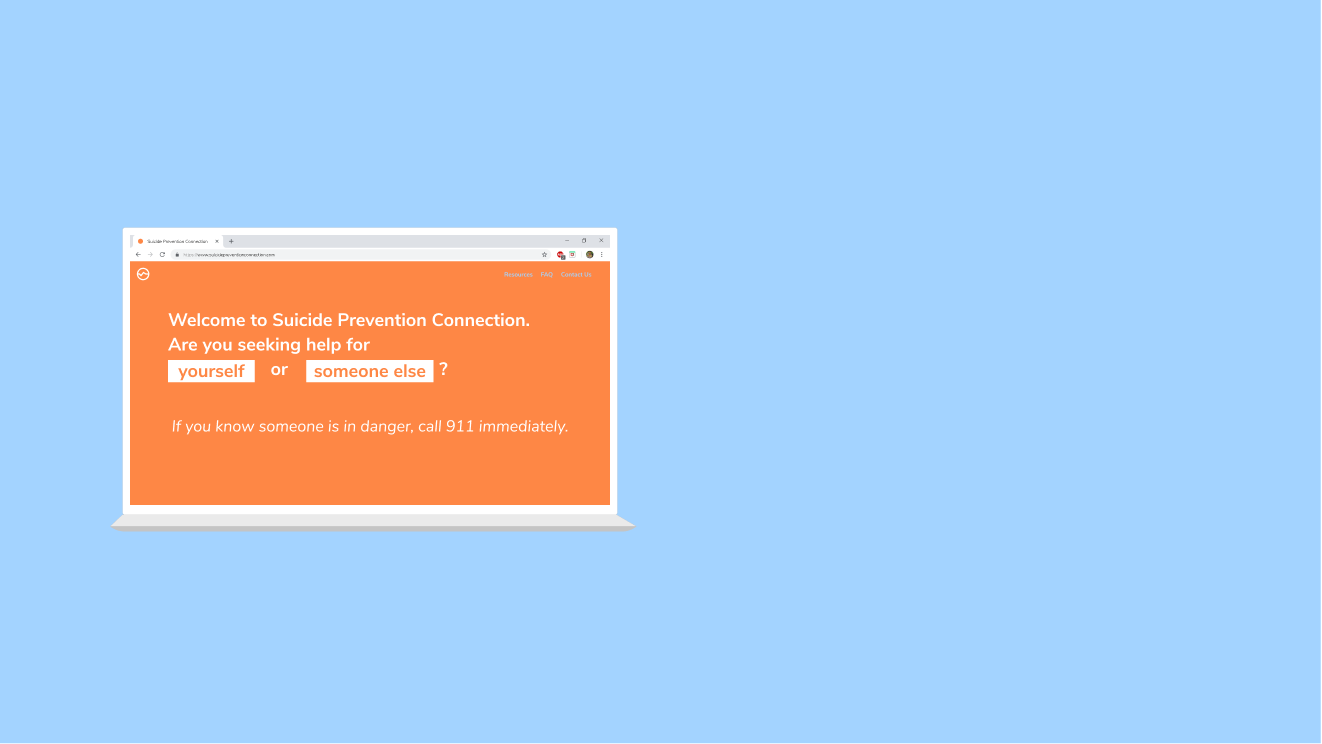 Suicide Prevention Connection
https://www.suicidepreventionconnection.com
Resources FAQ Contact Us
Welcome to Suicide Prevention Connection.
Are you seeking help for
yourself or someone else ?
If you know someone is in danger, call 911 immediately.